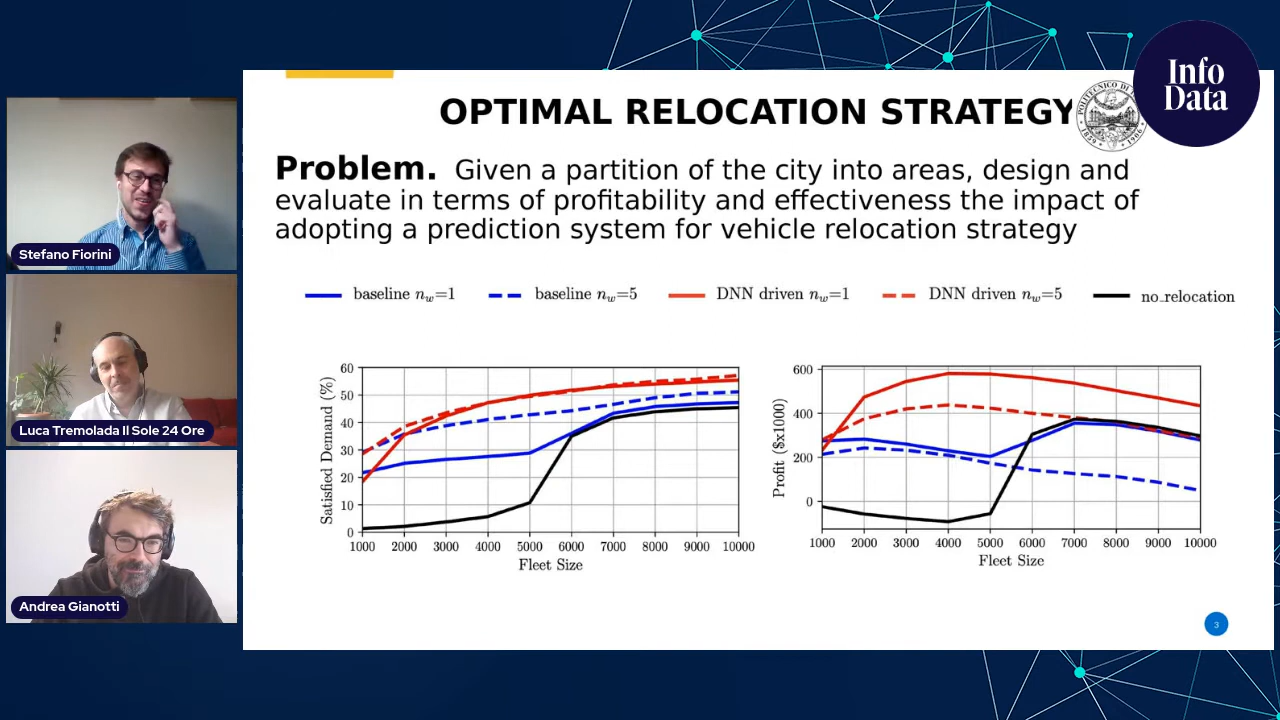 Info
Data
OPTIMAL RELOCATION STRATEGY
Problem. Given a partition of the city into areas, design and
evaluate in terms of profitability and effectiveness the impact of
adopting a prediction system for vehicle relocation strategy
baseline n_w=1 baseline n_w=5 DNN driven n_w=1 DNN driven n_w=5 no_relocation
Satisfied Demand (%)
60
50
40
30
20
10
0
1000 2000 3000 4000 5000 6000 7000 8000 9000 10000
Fleet Size
Profit ($x1000)
600
400
200
0
1000 2000 3000 4000 5000 6000 7000 8000 9000 10000
Fleet Size
3
Stefano Fiorini
Luca Tremolada Il Sole 24 Ore
Andrea Gianotti